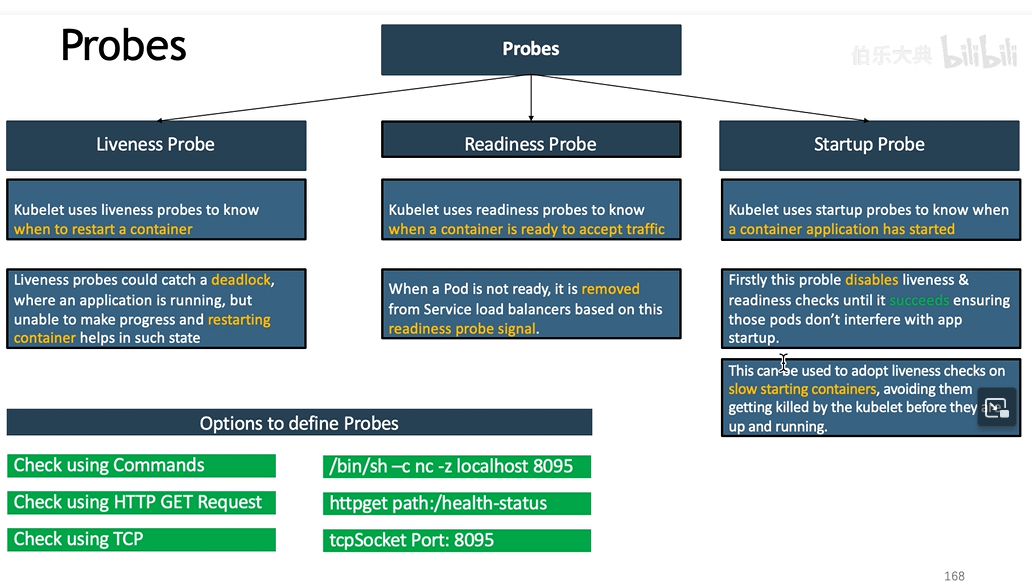 Probes
Probes
伯乐大典 bilibili
Liveness Probe
Kubelet uses liveness probes to know
when to restart a container
Liveness probes could catch a deadlock,
where an application is running, but
unable to make progress and restarting
container helps in such state
Readiness Probe
Kubelet uses readiness probes to know
when a container is ready to accept traffic
When a Pod is not ready, it is removed
from Service load balancers based on this
readiness probe signal.
Startup Probe
Kubelet uses startup probes to know when
a container application has started
Firstly this proble disables liveness &
readiness checks until it succeeds ensuring
those pods don’t interfere with app
startup.
This can be used to adopt liveness checks on
slow starting containers, avoiding them
getting killed by the kubelet before they are
up and running.
Options to define Probes
Check using Commands
/bin/sh –c nc -z localhost 8095
Check using HTTP GET Request
httpget path:/health-status
Check using TCP
tcpSocket Port: 8095
168